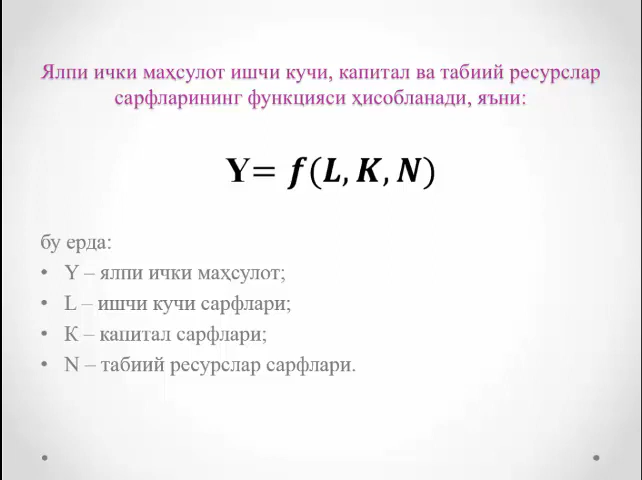 Ялпи ички маҳсулот ишчи кучи, капитал ва табиий ресурслар
сарфларининг функцияси ҳисобланади, яъни:
Y= f(L, K, N)
бу ерда:
• Y – ялпи ички маҳсулот;
• L – ишчи кучи сарфлари;
• К – капитал сарфлари;
• N – табиий ресурслар сарфлари.